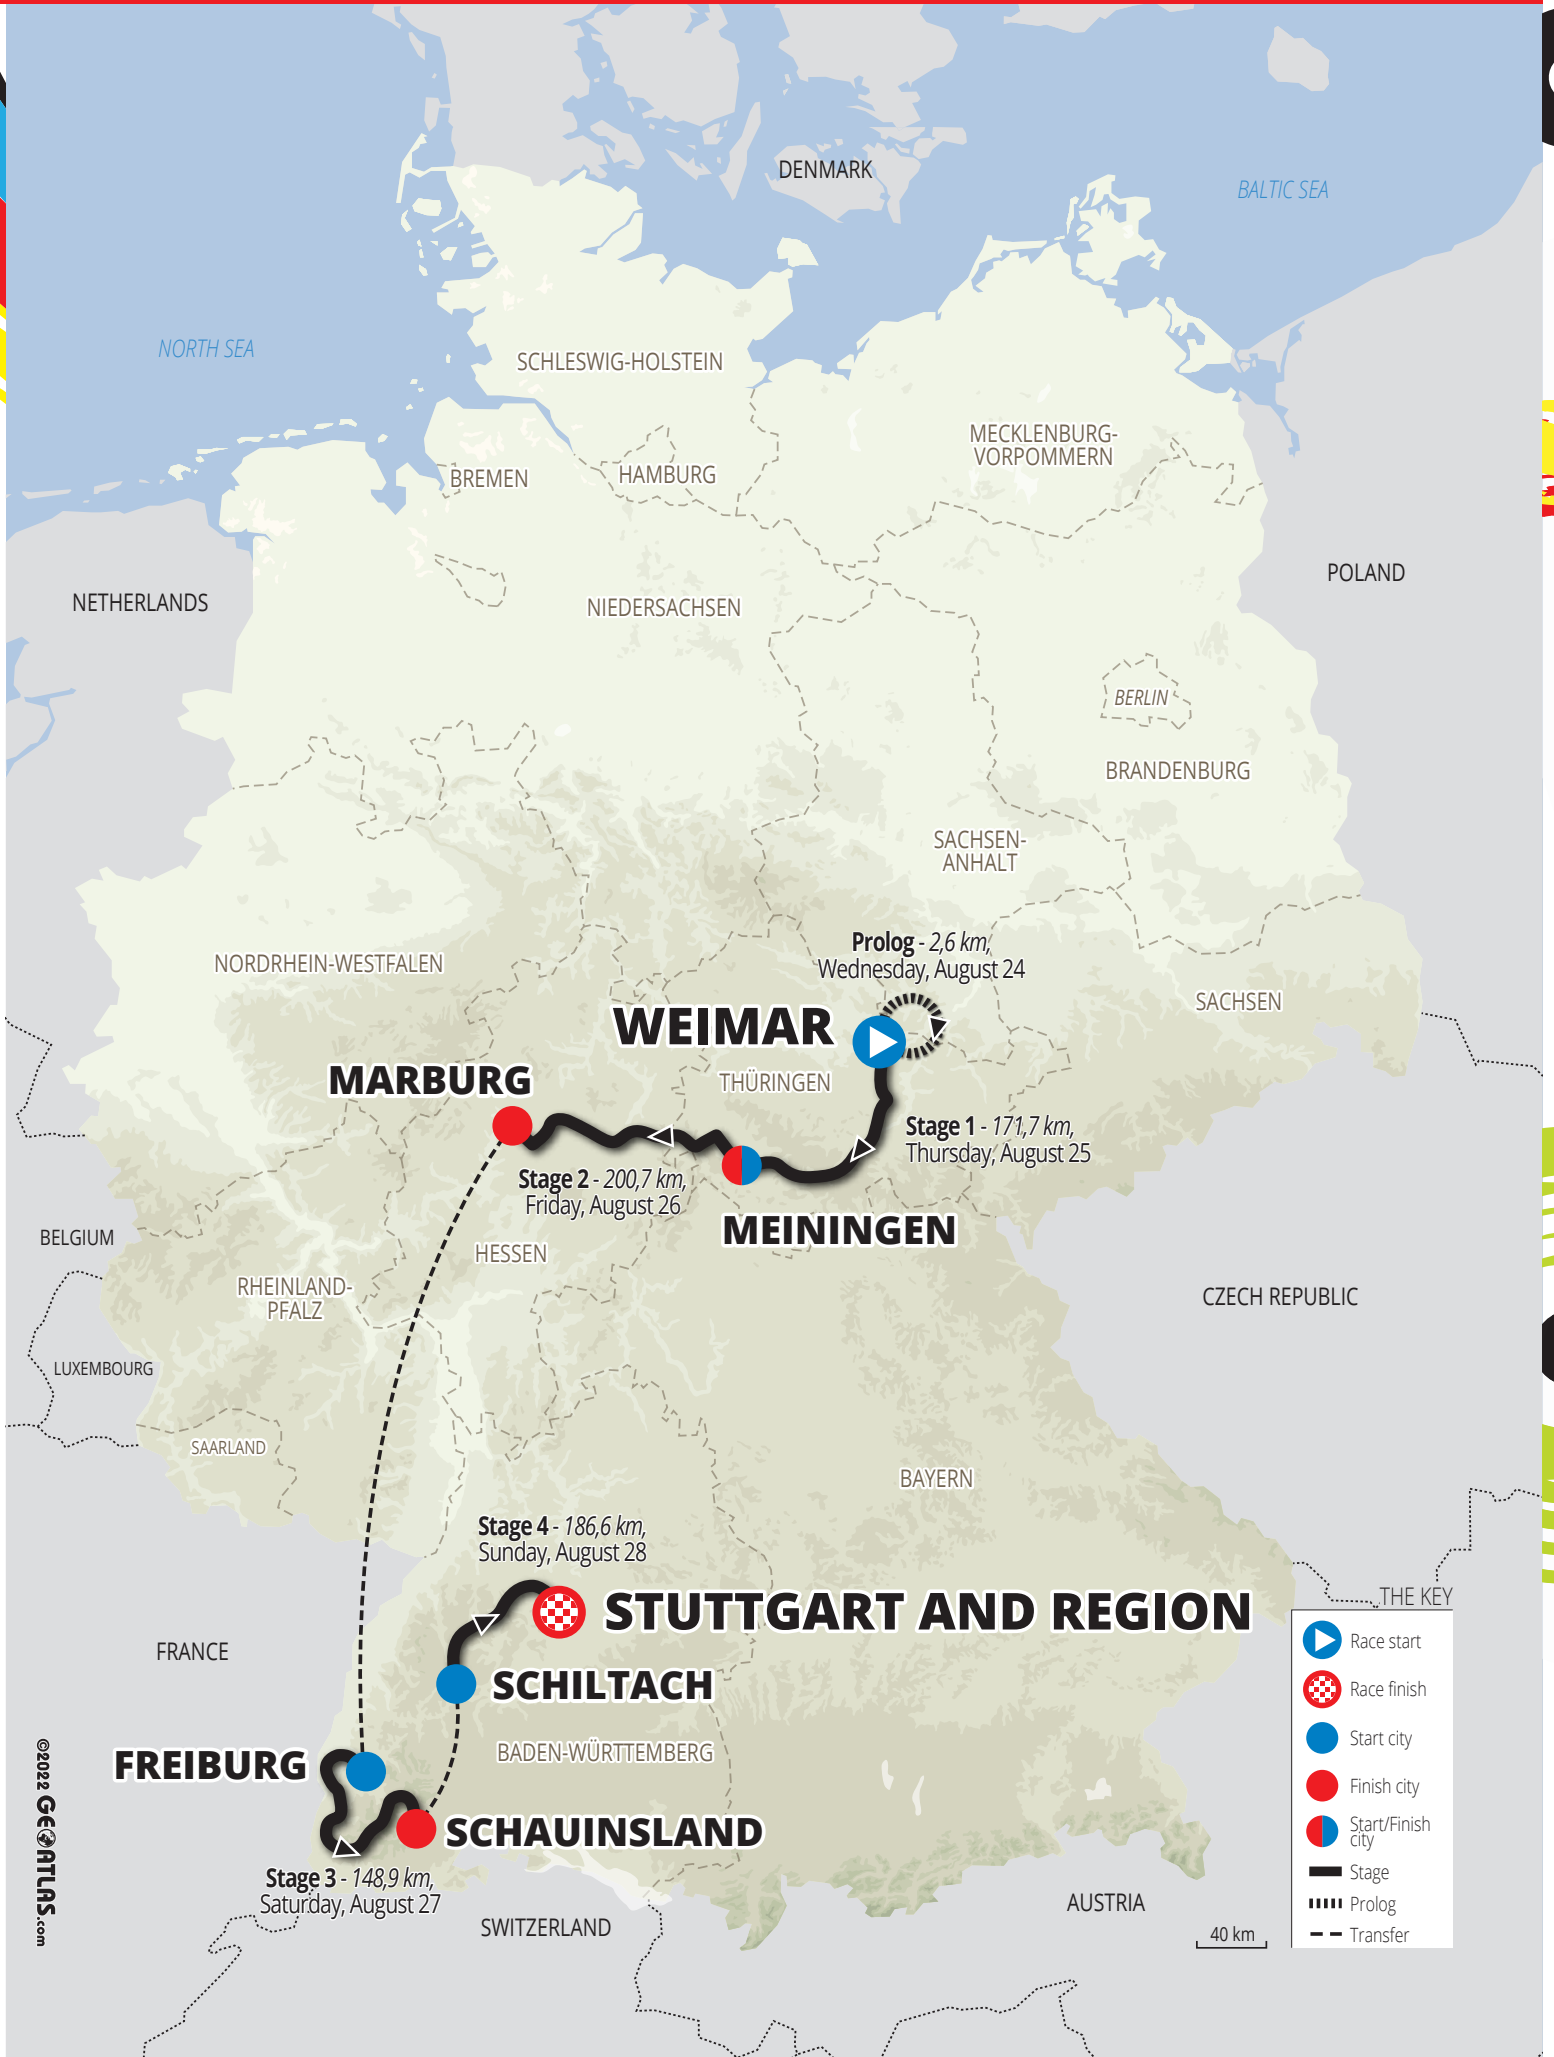 DENMARK
BALTIC SEA
NORTH SEA
SCHLESWIG-HOLSTEIN
MECKLENBURG-
VORPOMMERN
BREMEN
HAMBURG
POLAND
NETHERLANDS
NIEDERSACHSEN
BERLIN
BRANDENBURG
SACHSEN-
ANHALT
Prolog - 2,6 km,
Wednesday, August 24
NORDRHEIN-WESTFALEN
SACHSEN
WEIMAR
MARBURG
THÜRINGEN
Stage 1 - 171,7 km,
Thursday, August 25
Stage 2 - 200,7 km,
Friday, August 26
MEININGEN
BELGIUM
HESSEN
RHEINLAND-
PFALZ
CZECH REPUBLIC
LUXEMBOURG
SAARLAND
BAYERN
Stage 4 - 186,6 km,
Sunday, August 28
STUTTGART AND REGION
FRANCE
SCHILTACH
FREIBURG
BADEN-WÜRTTEMBERG
SCHAUINSLAND
Stage 3 - 148,9 km,
Saturday, August 27
SWITZERLAND
AUSTRIA
40 km
THE KEY
Race start
Race finish
Start city
Finish city
Start/Finish
city
Stage
Prolog
Transfer
©2022 GEOATLAS.com